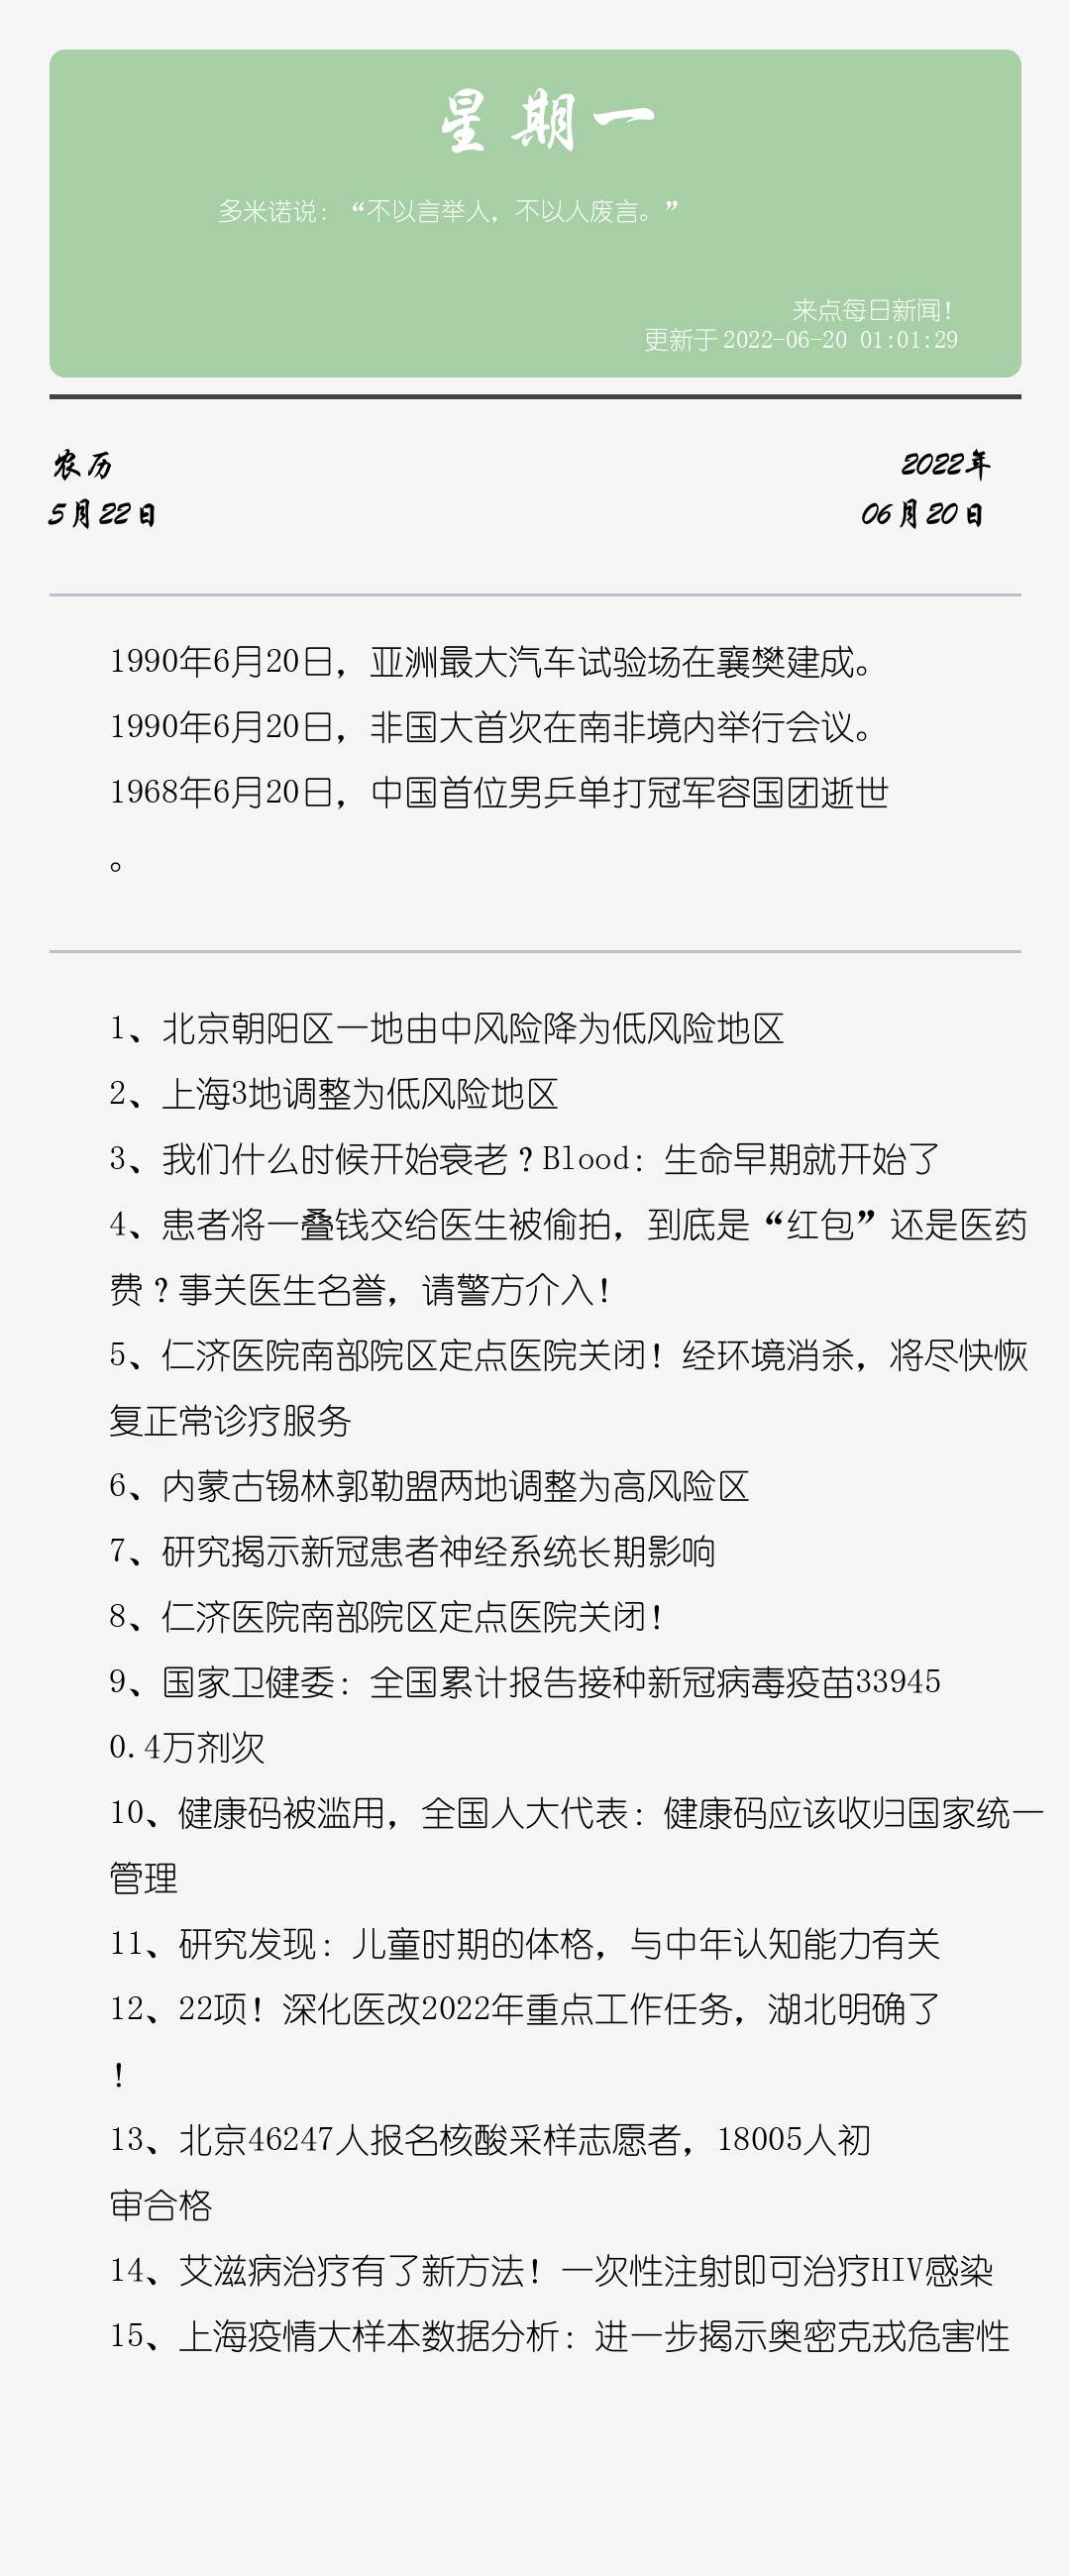 星期一
多米诺说：“不以言举人，不以人废言。”
来点每日新闻！
更新于 2022-06-20 01:01:29
农历
5月22日
2022年
06月20日
1990年6月20日，亚洲最大汽车试验场在襄樊建成。
1990年6月20日，非国大首次在南非境内举行会议。
1968年6月20日，中国首位男乒单打冠军容国团逝世
。
1、北京朝阳区一地由中风险降为低风险地区
2、上海3地调整为低风险地区
3、我们什么时候开始衰老？Blood：生命早期就开始了
4、患者将一叠钱交给医生被偷拍，到底是“红包”还是医药
费？事关医生名誉，请警方介入！
5、仁济医院南部院区定点医院关闭！经环境消杀，将尽快恢
复正常诊疗服务
6、内蒙古锡林郭勒盟两地调整为高风险区
7、研究揭示新冠患者神经系统长期影响
8、仁济医院南部院区定点医院关闭！
9、国家卫健委：全国累计报告接种新冠病毒疫苗33945
0.4万剂次
10、健康码被滥用，全国人大代表：健康码应该收归国家统一
管理
11、研究发现：儿童时期的体格，与中年认知能力有关
12、22项！深化医改2022年重点工作任务，湖北明确了
！
13、北京46247人报名核酸采样志愿者，18005人初
审合格
14、艾滋病治疗有了新方法！一次性注射即可治疗HIV感染
15、上海疫情大样本数据分析：进一步揭示奥密克戎危害性